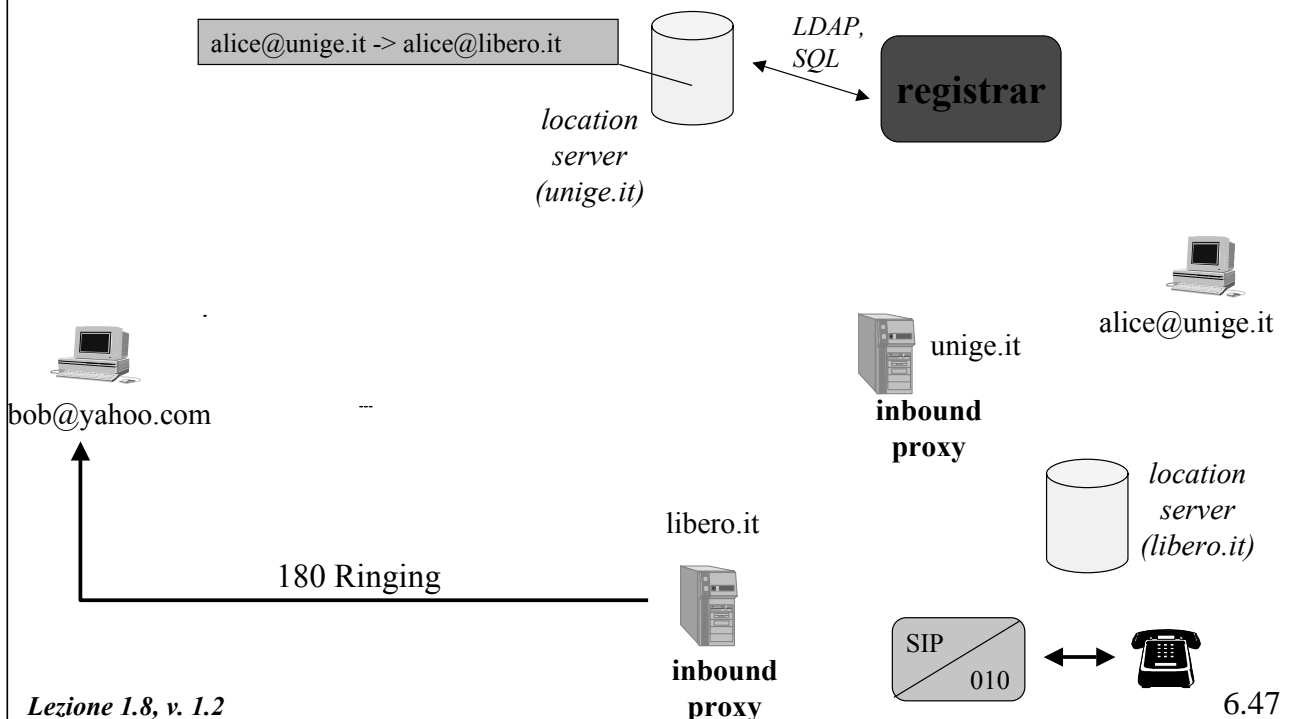 alice@unige.it -> alice@libero.it
LDAP,
SQL
registrar
location
server
(unige.it)
alice@unige.it
unige.it
inbound
proxy
bob@yahoo.com
location
server
(libero.it)
libero.it
180 Ringing
inbound
proxy
SIP
010
Lezione 1.8, v. 1.2
6.47